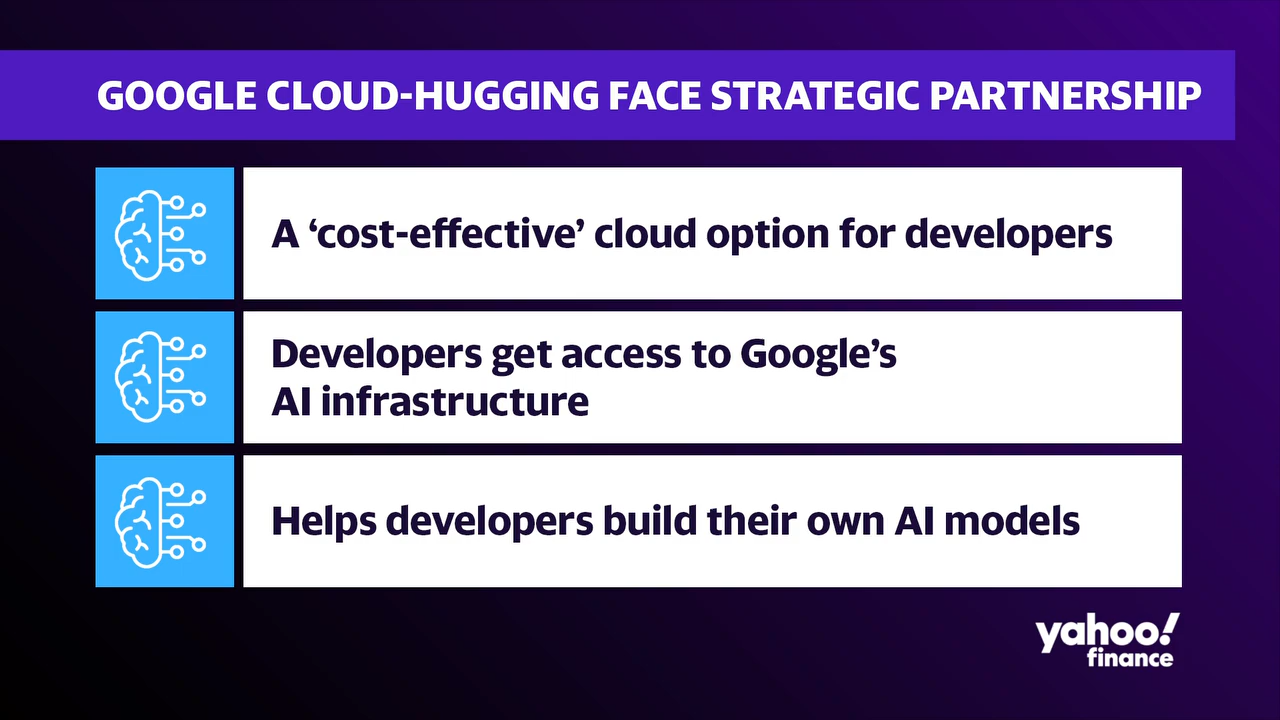 GOOGLE CLOUD-HUGGING FACE STRATEGIC PARTNERSHIP
A ‘cost-effective’ cloud option for developers
Developers get access to Google’s
AI infrastructure
Helps developers build their own AI models
yahoo!
finance